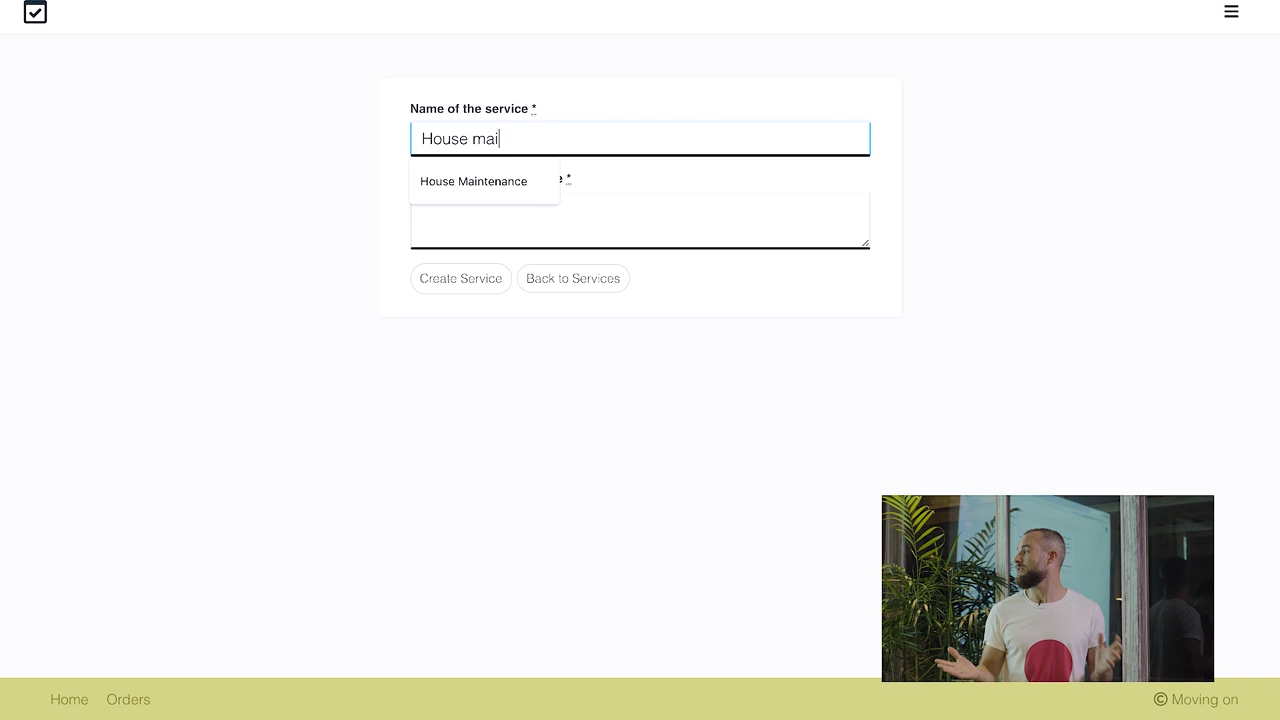 Name of the service *
House mai
House Maintenance
e *
Create Service Back to Services
Home Orders © Moving on